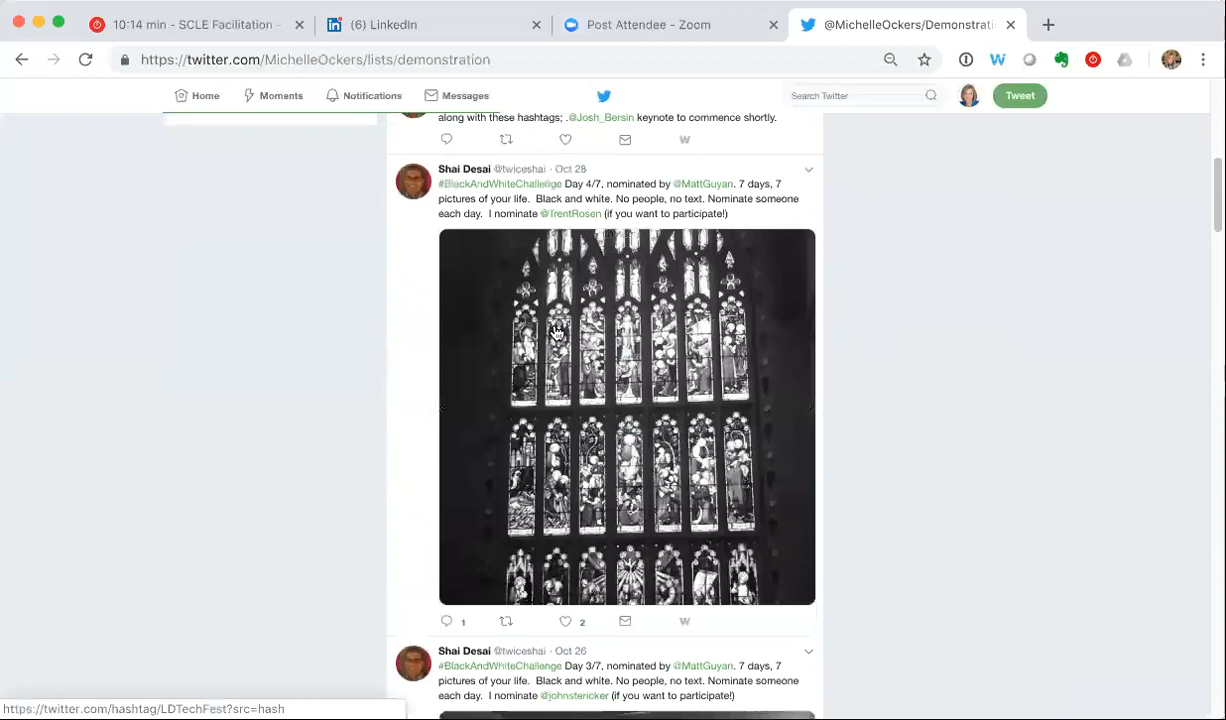 10:14 min - SCLE Facilitation -
(6) LinkedIn
Post Attendee - Zoom
@MichelleOckers/Demonstrati
https://twitter.com/MichelleOckers/lists/demonstration
Home
Moments
Notifications
Messages
Search Twitter
Tweet
along with these hashtags; .@Josh_Bersin keynote to commence shortly.
Shai Desai @twiceshai · Oct 28
#BlackAndWhiteChallenge Day 4/7, nominated by @MattGuyan. 7 days, 7
pictures of your life. Black and white. No people, no text. Nominate someone
each day. I nominate @TrentRosen (if you want to participate!)
1
2
Shai Desai @twiceshai · Oct 26
#BlackAndWhiteChallenge Day 3/7, nominated by @MattGuyan. 7 days, 7
pictures of your life. Black and white. No people, no text. Nominate someone
each day. I nominate @johnstericker (if you want to participate!)
https://twitter.com/hashtag/LDTechFest?src=hash